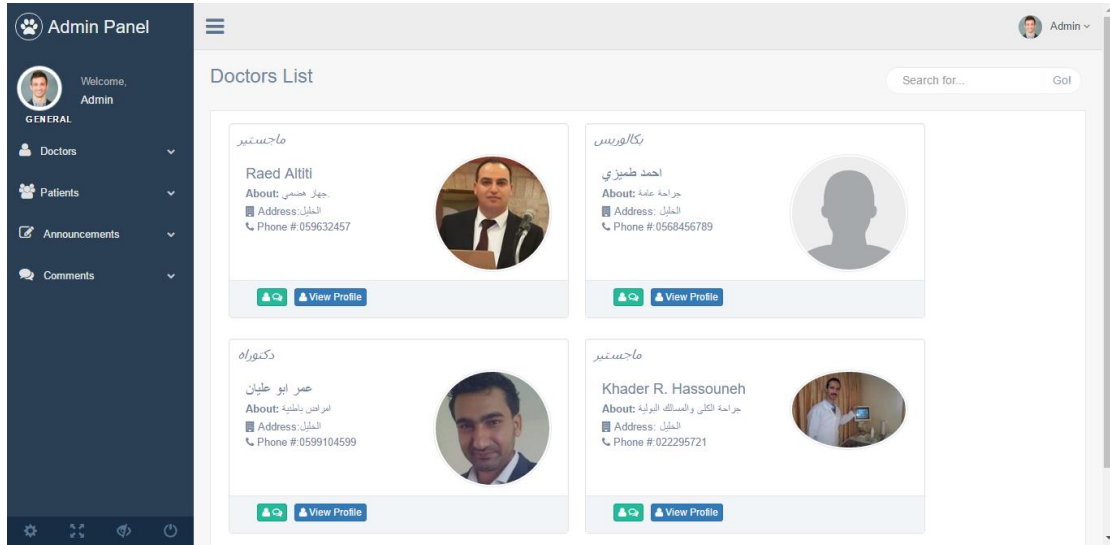 Admin Panel
Admin
Welcome,
Admin
GENERAL
Doctors
Patients
Announcements
Comments
Doctors List
Search for...
Go!
ماجستير
Raed Altiti
About: جهاز هضمي.
Address:الخليل
Phone #:059632457
View Profile
بكالوريس
احمد طميزي
About: جراحة عامة
Address: الخليل
Phone #:0568456789
View Profile
دكتوراه
عمر ابو عليان
About: امراض باطنية
Address:الخليل
Phone #:0599104599
View Profile
ماجستير
Khader R. Hassouneh
About: جراحة الكلى والمسالك البولية
Address: الخليل
Phone #:022295721
View Profile